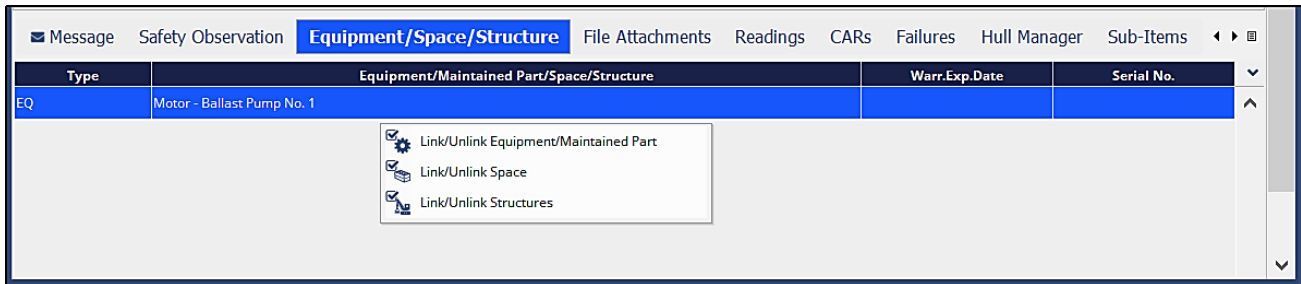 Message Safety Observation Equipment/Space/Structure File Attachments Readings CARs Failures Hull Manager Sub-Items
Type Equipment/Maintained Part/Space/Structure Warr.Exp.Date Serial No.
EQ Motor - Ballast Pump No. 1
Link/Unlink Equipment/Maintained Part
Link/Unlink Space
Link/Unlink Structures